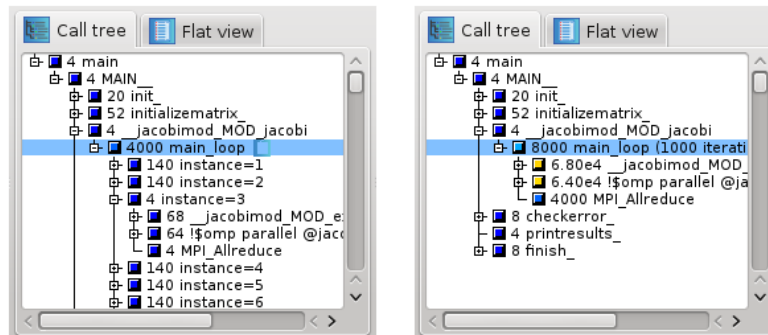 Call tree
Flat view
4 main
4 MAIN__
20 init_
52 initializematrix_
4 __jacobimod_MOD_jacobi
4000 main_loop
140 instance=1
140 instance=2
4 instance=3
68 __jacobimod_MOD_e
64 !$omp parallel @jaco
4 MPI_Allreduce
140 instance=4
140 instance=5
140 instance=6
Call tree
Flat view
4 main
4 MAIN__
20 init_
52 initializematrix_
4 __jacobimod_MOD_jacobi
8000 main_loop (1000 iterati
6.80e4 __jacobimod_MOD_
6.40e4 !$omp parallel @ja
4000 MPI_Allreduce
8 checkerror_
4 printresults_
8 finish_